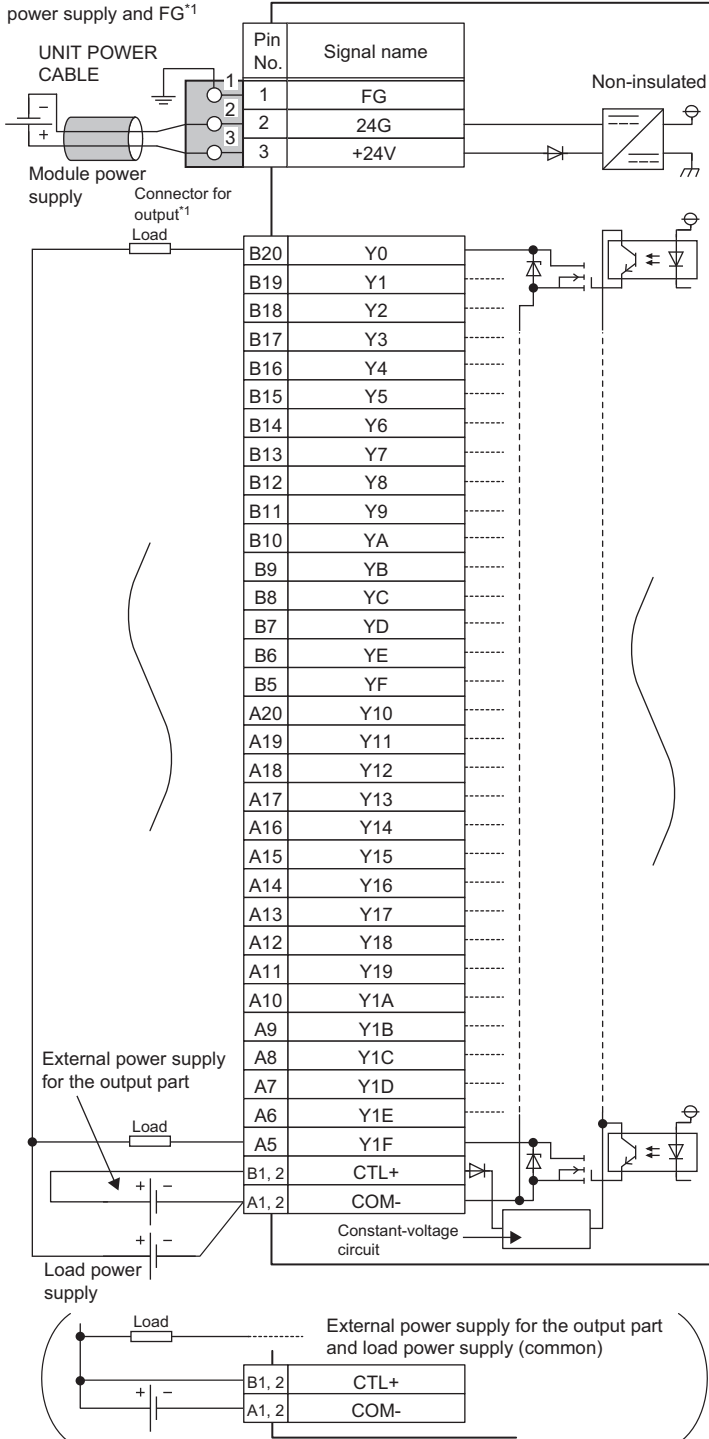 power supply and FG*1
UNIT POWER
CABLE
Pin No. Signal name
Non-insulated
1 1 FG
2 2 24G
3 3 +24V
− +
Module power
supply
Connector for
output*1
Load
B20 Y0
B19 Y1
B18 Y2
B17 Y3
B16 Y4
B15 Y5
B14 Y6
B13 Y7
B12 Y8
B11 Y9
B10 YA
B9 YB
B8 YC
B7 YD
B6 YE
B5 YF
A20 Y10
A19 Y11
A18 Y12
A17 Y13
A16 Y14
A15 Y15
A14 Y16
A13 Y17
A12 Y18
A11 Y19
A10 Y1A
A9 Y1B
A8 Y1C
A7 Y1D
A6 Y1E
External power supply
for the output part
Load
A5 Y1F
B1, 2 CTL+
+ − A1, 2 COM-
+ −
Constant-voltage
circuit
Load power
supply
Load
External power supply for the output part
and load power supply (common)
B1, 2 CTL+
+ − A1, 2 COM-